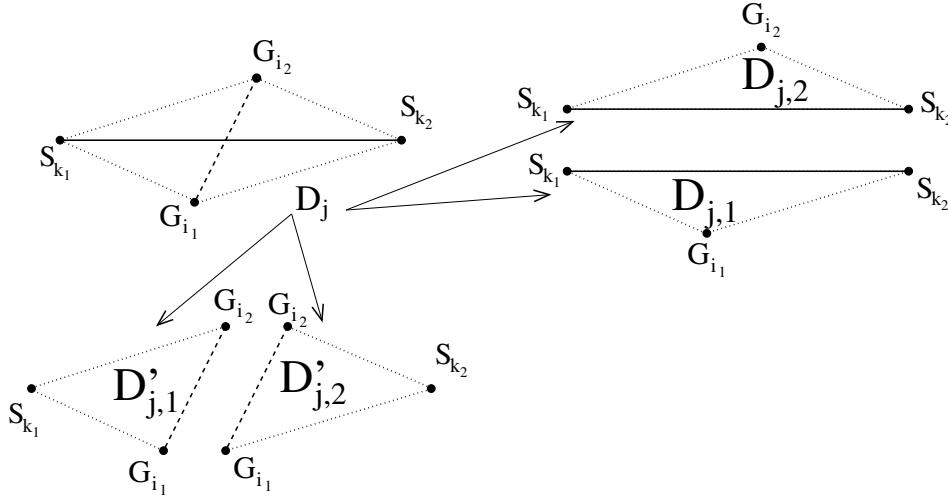 G_{i_2}
S_{k_1}
S_{k_2}
G_{i_1}
D_j
G_{i_2}
D_{j,2}
S_{k_1}
S_{k_2}
S_{k_1}
S_{k_2}
D_{j,1}
G_{i_1}
G_{i_2}
G_{i_2}
S_{k_1}
D'_{j,1}
D'_{j,2}
S_{k_2}
G_{i_1}
G_{i_1}